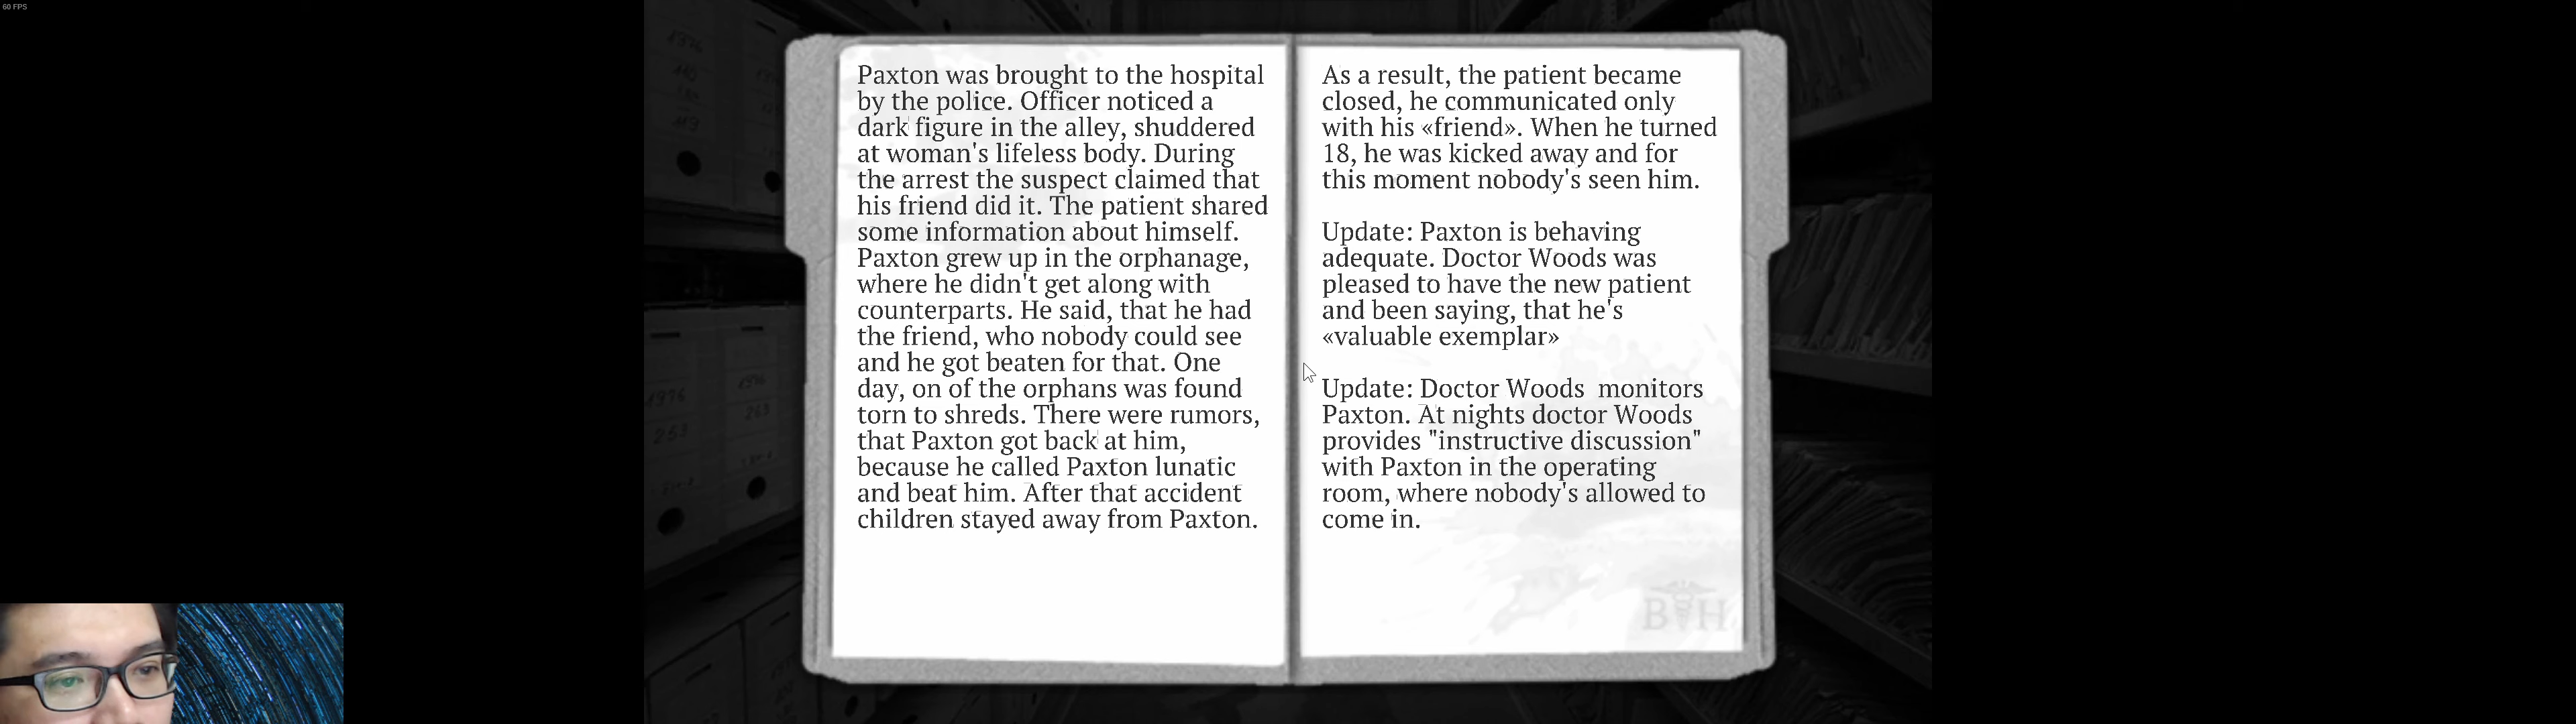 60 FPS
Paxton was brought to the hospital
by the police. Officer noticed a
dark figure in the alley, shuddered
at woman's lifeless body. During
the arrest the suspect claimed that
his friend did it. The patient shared
some information about himself.
Paxton grew up in the orphanage,
where he didn't get along with
counterparts. He said, that he had
the friend, who nobody could see
and he got beaten for that. One
day, on of the orphans was found
torn to shreds. There were rumors,
that Paxton got back at him,
because he called Paxton lunatic
and beat him. After that accident
children stayed away from Paxton.
As a result, the patient became
closed, he communicated only
with his «friend». When he turned
18, he was kicked away and for
this moment nobody's seen him.
Update: Paxton is behaving
adequate. Doctor Woods was
pleased to have the new patient
and been saying, that he's
«valuable exemplar»
Update: Doctor Woods  monitors
Paxton. At nights doctor Woods
provides "instructive discussion"
with Paxton in the operating
room, where nobody's allowed to
come in.
B H
1976
113
1976
265
1976
253